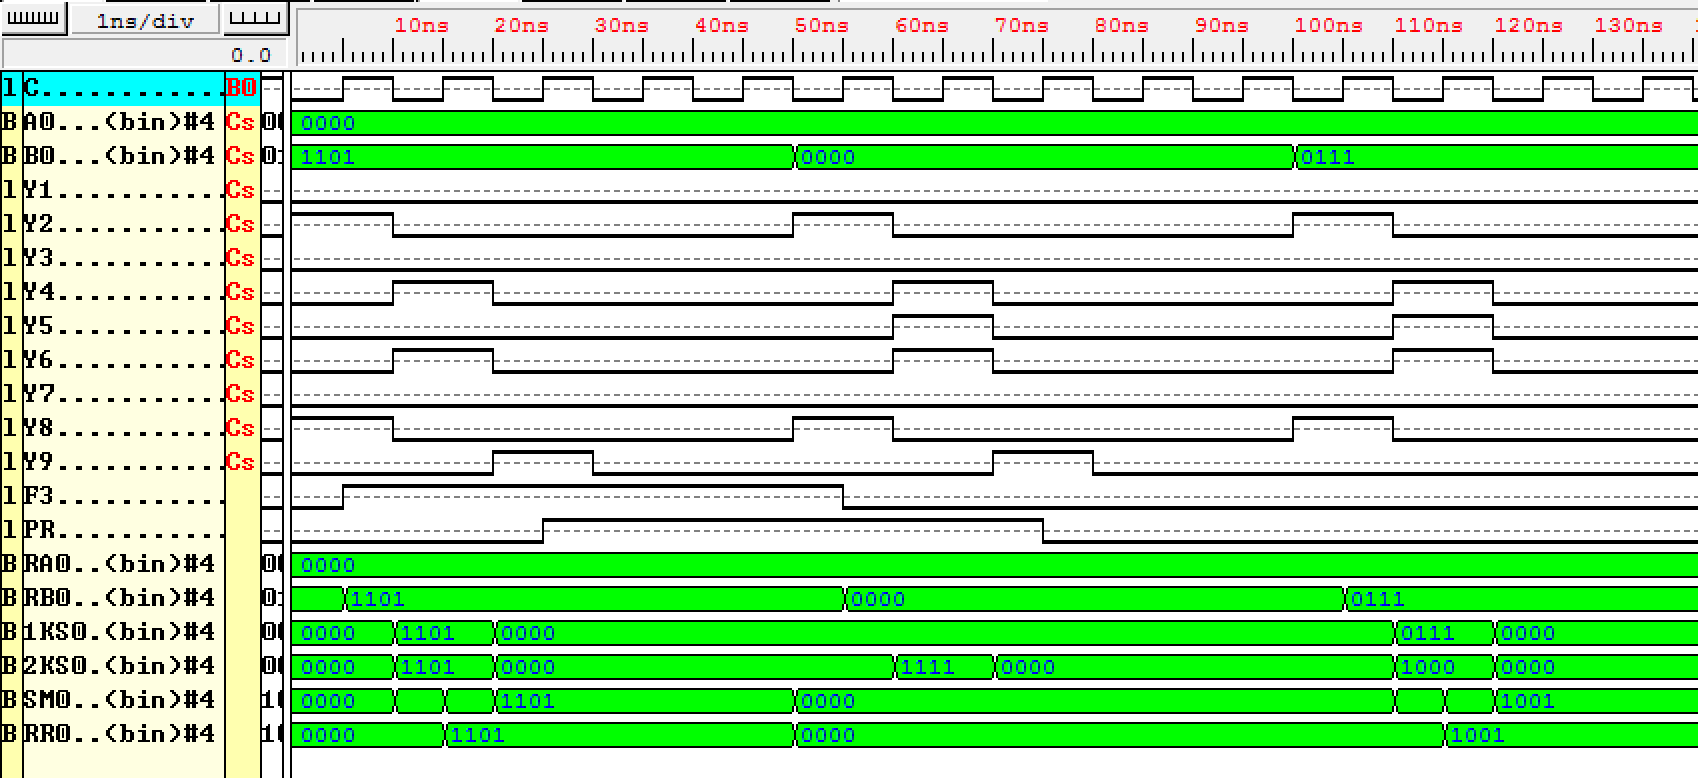 1ns/div 10ns 20ns 30ns 40ns 50ns 60ns 70ns 80ns 90ns 100ns 110ns 120ns 130ns
0.0
1 C............B0
B A0...(bin)#4 Cs 0000
B B0...(bin)#4 Cs 1101 0000 0111
1 Y1...........Cs
1 Y2...........Cs
1 Y3...........Cs
1 Y4...........Cs
1 Y5...........Cs
1 Y6...........Cs
1 Y7...........Cs
1 Y8...........Cs
1 Y9...........Cs
1 F3...........
1 PR...........
B RA0..(bin)#4 0000
B RB0..(bin)#4 1101 0000 0111
B 1KS0.(bin)#4 0000 1101 0000 0111 0000
B 2KS0.(bin)#4 0000 1101 0000 1111 0000 1000 0000
B SM0..(bin)#4 0000 1101 0000 1001
B RR0..(bin)#4 0000 1101 0000 1001